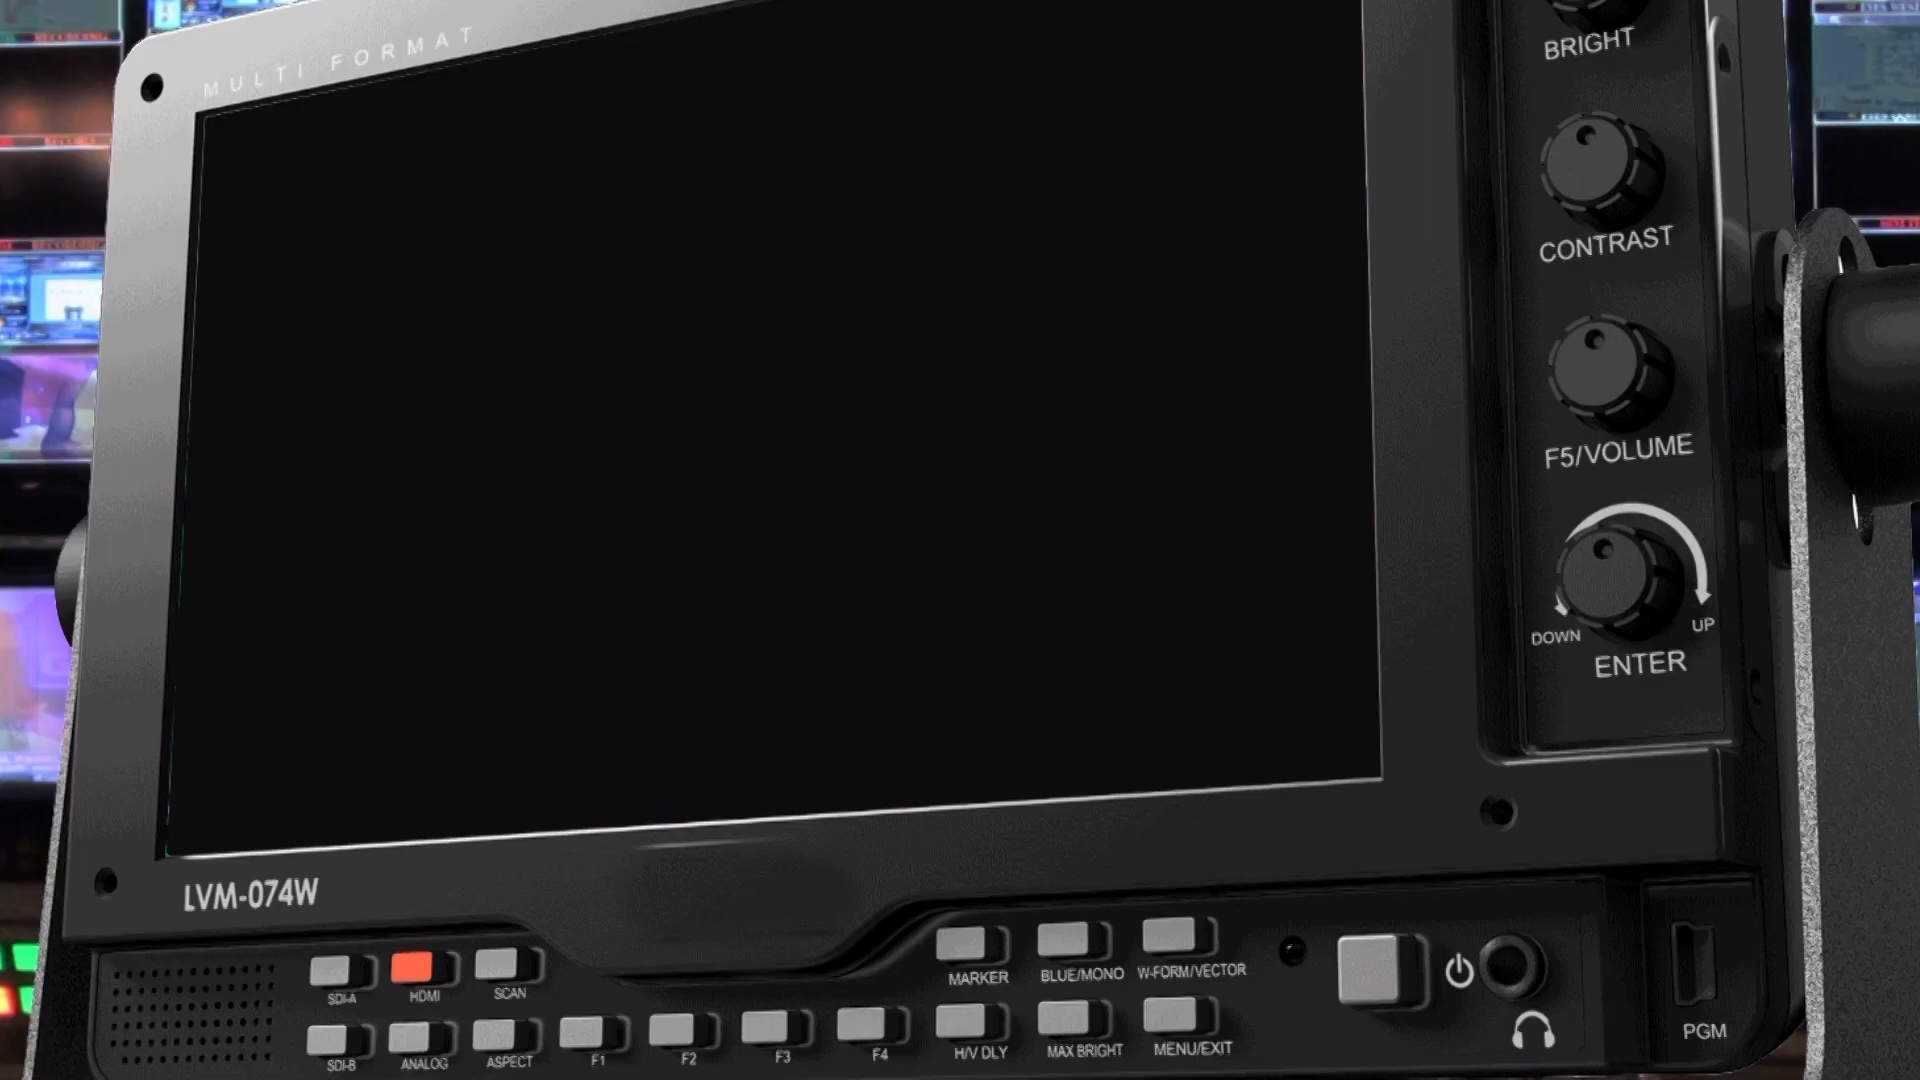 MULTI FORMAT
BRIGHT
CONTRAST
F5/VOLUME
DOWN
UP
ENTER
LVM-074W
SDI-A
HDMI
SCAN
MARKER
BLUE/MONO
W-FORM/VECTOR
SDI-B
ANALOG
ASPECT
F1
F2
F3
F4
H/V DLY
MAX BRIGHT
MENU/EXIT
PGM